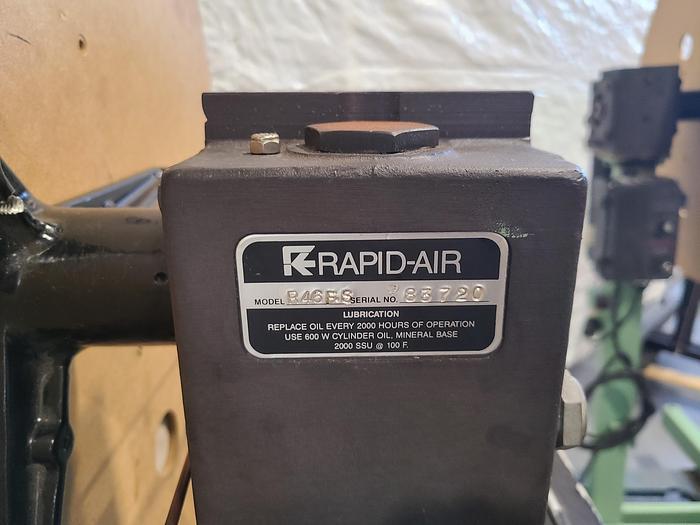 RAPID-AIR
MODEL R46BS SERIAL NO. 83720
LUBRICATION
REPLACE OIL EVERY 2000 HOURS OF OPERATION
USE 600 W CYLINDER OIL, MINERAL BASE
2000 SSU @ 100 F.